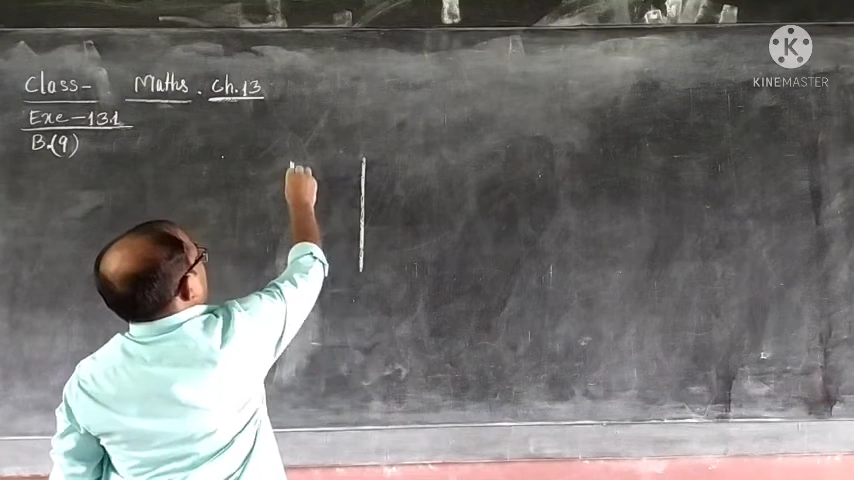 Class- Maths. Ch.13
Exe-13.1
B.(9)
K
KINEMASTER